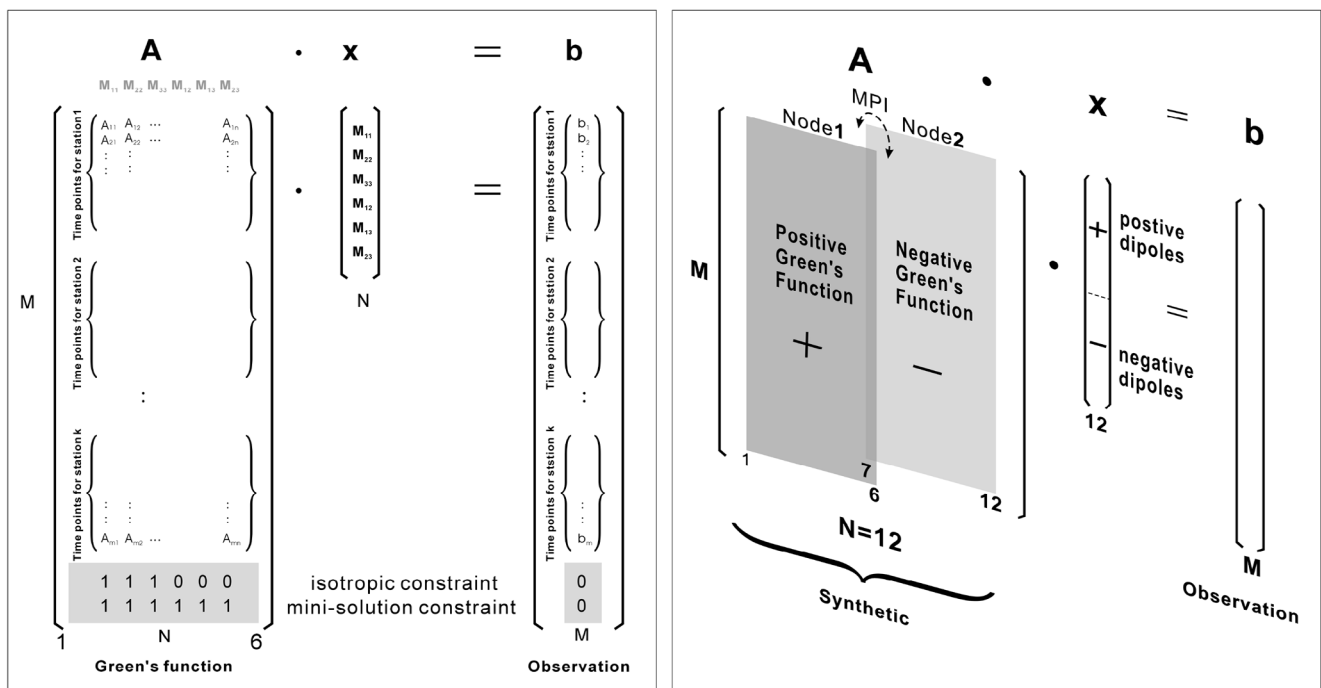 A · x = b
M₁₁ M₂₂ M₃₃ M₁₂ M₁₃ M₂₃
Time points for station 1
A₁₁ A₁₂ ... A₁ₙ
A₂₁ A₂₂ ... A₂ₙ
: :
: :
M₁₁
M₂₂
M₃₃
M₁₂
M₁₃
M₂₃
N
· =
Time points for ststion 1
b₁
b₂
:
:
M
Time points for station 2
Time points for ststion 2
:
:
Time points for station k
: : :
: : :
Aₘ₁ Aₘ₂ ... Aₘₙ
Time points for ststion k
:
:
bₘ
1 1 1 0 0 0 isotropic constraint 0
1 1 1 1 1 1 mini-solution constraint 0
1 N 6 M
Green's function Observation
A · x = b
MPI
Node1 Node2
M
Positive
Green's
Function
+
Negative
Green's
Function
—
1 7
6 12
N=12
Synthetic
·
+
postive
dipoles
=
—
negative
dipoles
12
M
Observation